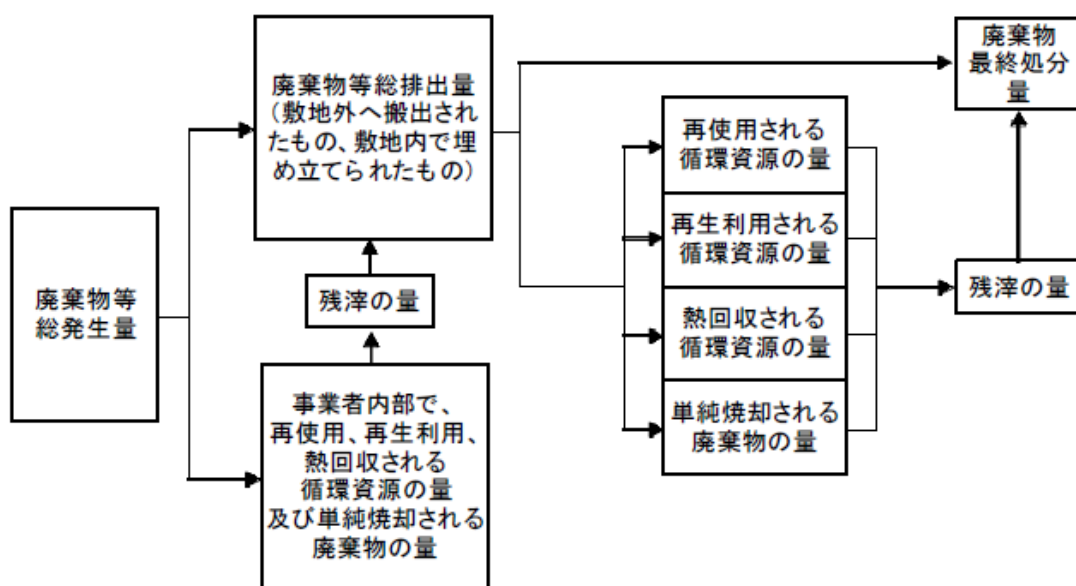 廃棄物等
総発生量
廃棄物等総排出量
(敷地外へ搬出され
たもの、敷地内で埋
め立てられたもの)
残滓の量
事業者内部で、
再使用、再生利用、
熱回収される
循環資源の量
及び単純焼却される
廃棄物の量
再使用される
循環資源の量
再生利用される
循環資源の量
熱回収される
循環資源の量
単純焼却される
廃棄物の量
残滓の量
廃棄物
最終処分
量